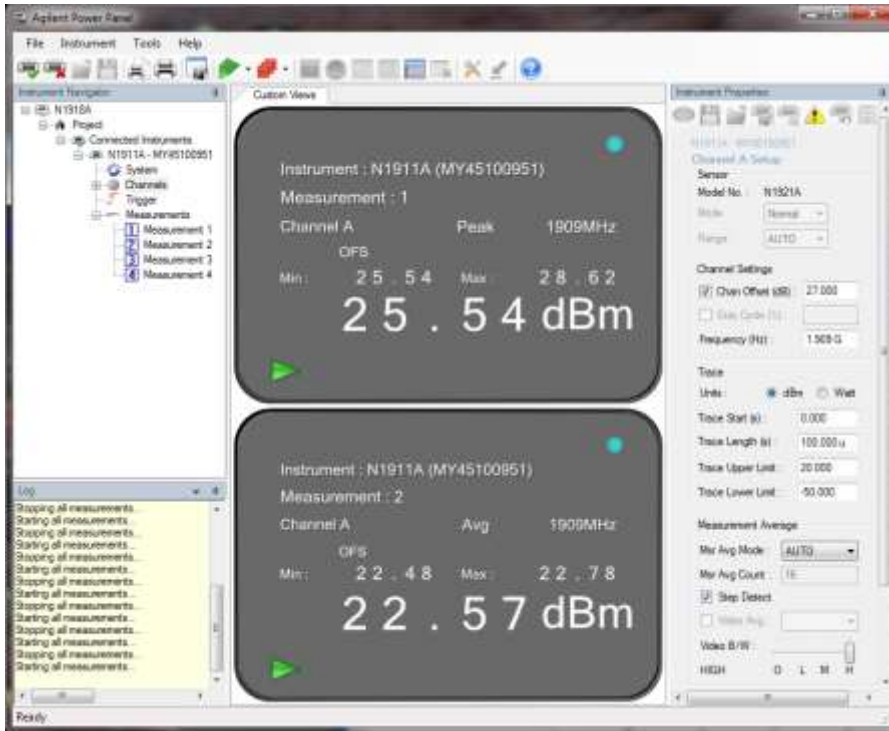 Agilent Power Panel
File Instrument Tools Help
Instrument Navigator
N1918A
Project
Connected Instruments
N1911A - MY45100951
System
Channels
Trigger
Measurements
1 Measurement 1
2 Measurement 2
3 Measurement 3
4 Measurement 4
Log
Stopping all measurements...
Starting all measurements...
Stopping all measurements...
Starting all measurements...
Starting all measurements...
Stopping all measurements...
Starting all measurements...
Stopping all measurements...
Starting all measurements...
Starting all measurements...
Stopping all measurements...
Starting all measurements...
Custom Views
Instrument : N1911A (MY45100951)
Measurement : 1
Channel A Peak 1909MHz
OFS
Min : 25.54 Max : 28.62
25.54 dBm
Instrument : N1911A (MY45100951)
Measurement : 2
Channel A Avg 1909MHz
OFS
Min : 22.48 Max : 22.78
22.57 dBm
Instrument Properties
N1911A - MY45100951
Channel A Setup
Sensor
Model No. : N1921A
Mode : Normal
Range : AUTO
Channel Settings
Chan Offset (dB) : 27.000
Duty Cycle (%) :
Frequency (Hz) : 1.909 G
Trace
Units : dBm Watt
Trace Start (s) : 0.000
Trace Length (s) : 100.000 u
Trace Upper Limit : 20.000
Trace Lower Limit : -50.000
Measurement Average
Msr Avg Mode : AUTO
Msr Avg Count : 16
Step Detect
Video Avg :
Video B/W :
HIGH O L M H
Ready